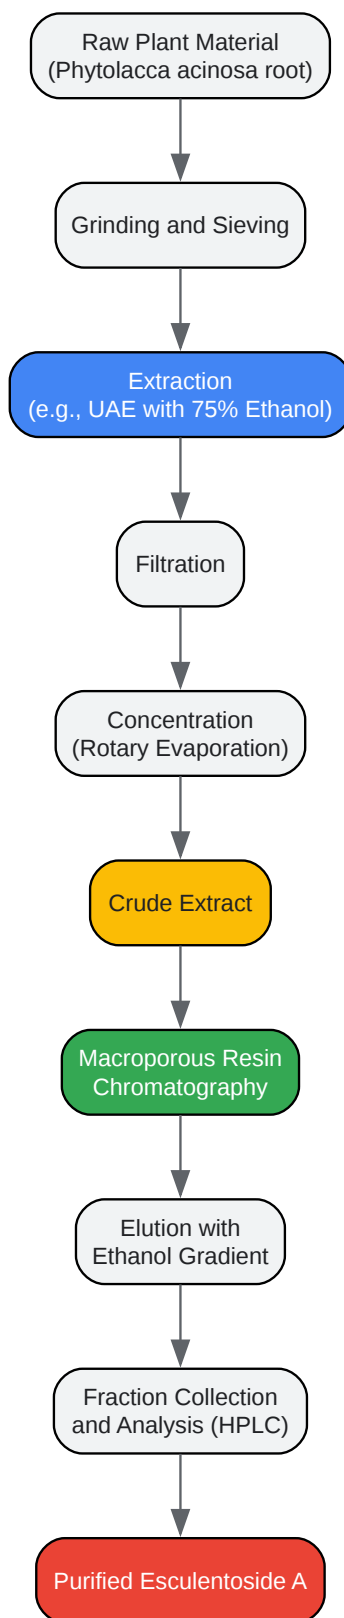 Raw Plant Material
(Phytolacca acinosa root)
Grinding and Sieving
Extraction
(e.g., UAE with 75% Ethanol)
Filtration
Concentration
(Rotary Evaporation)
Crude Extract
Macroporous Resin
Chromatography
Elution with
Ethanol Gradient
Fraction Collection
and Analysis (HPLC)
Purified Esculentoside A